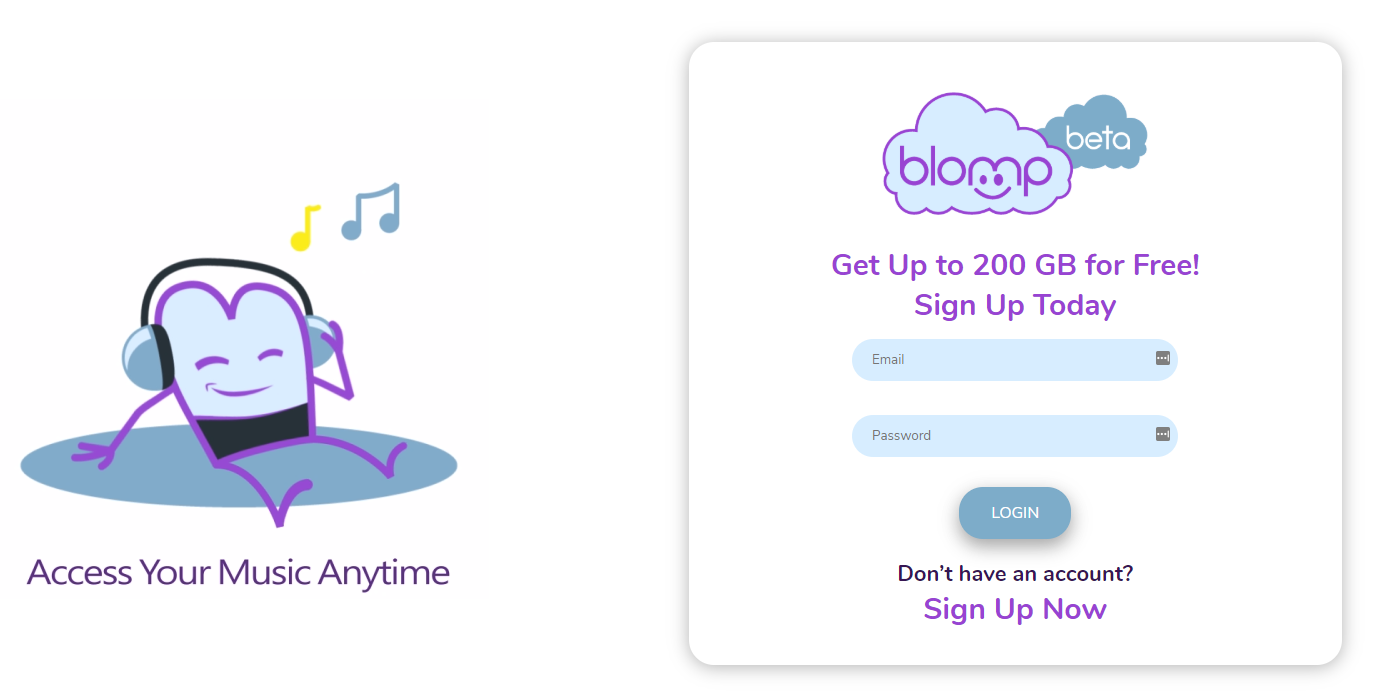 Access Your Music Anytime
blomp
beta
Get Up to 200 GB for Free!
Sign Up Today
Email
Password
LOGIN
Don’t have an account?
Sign Up Now